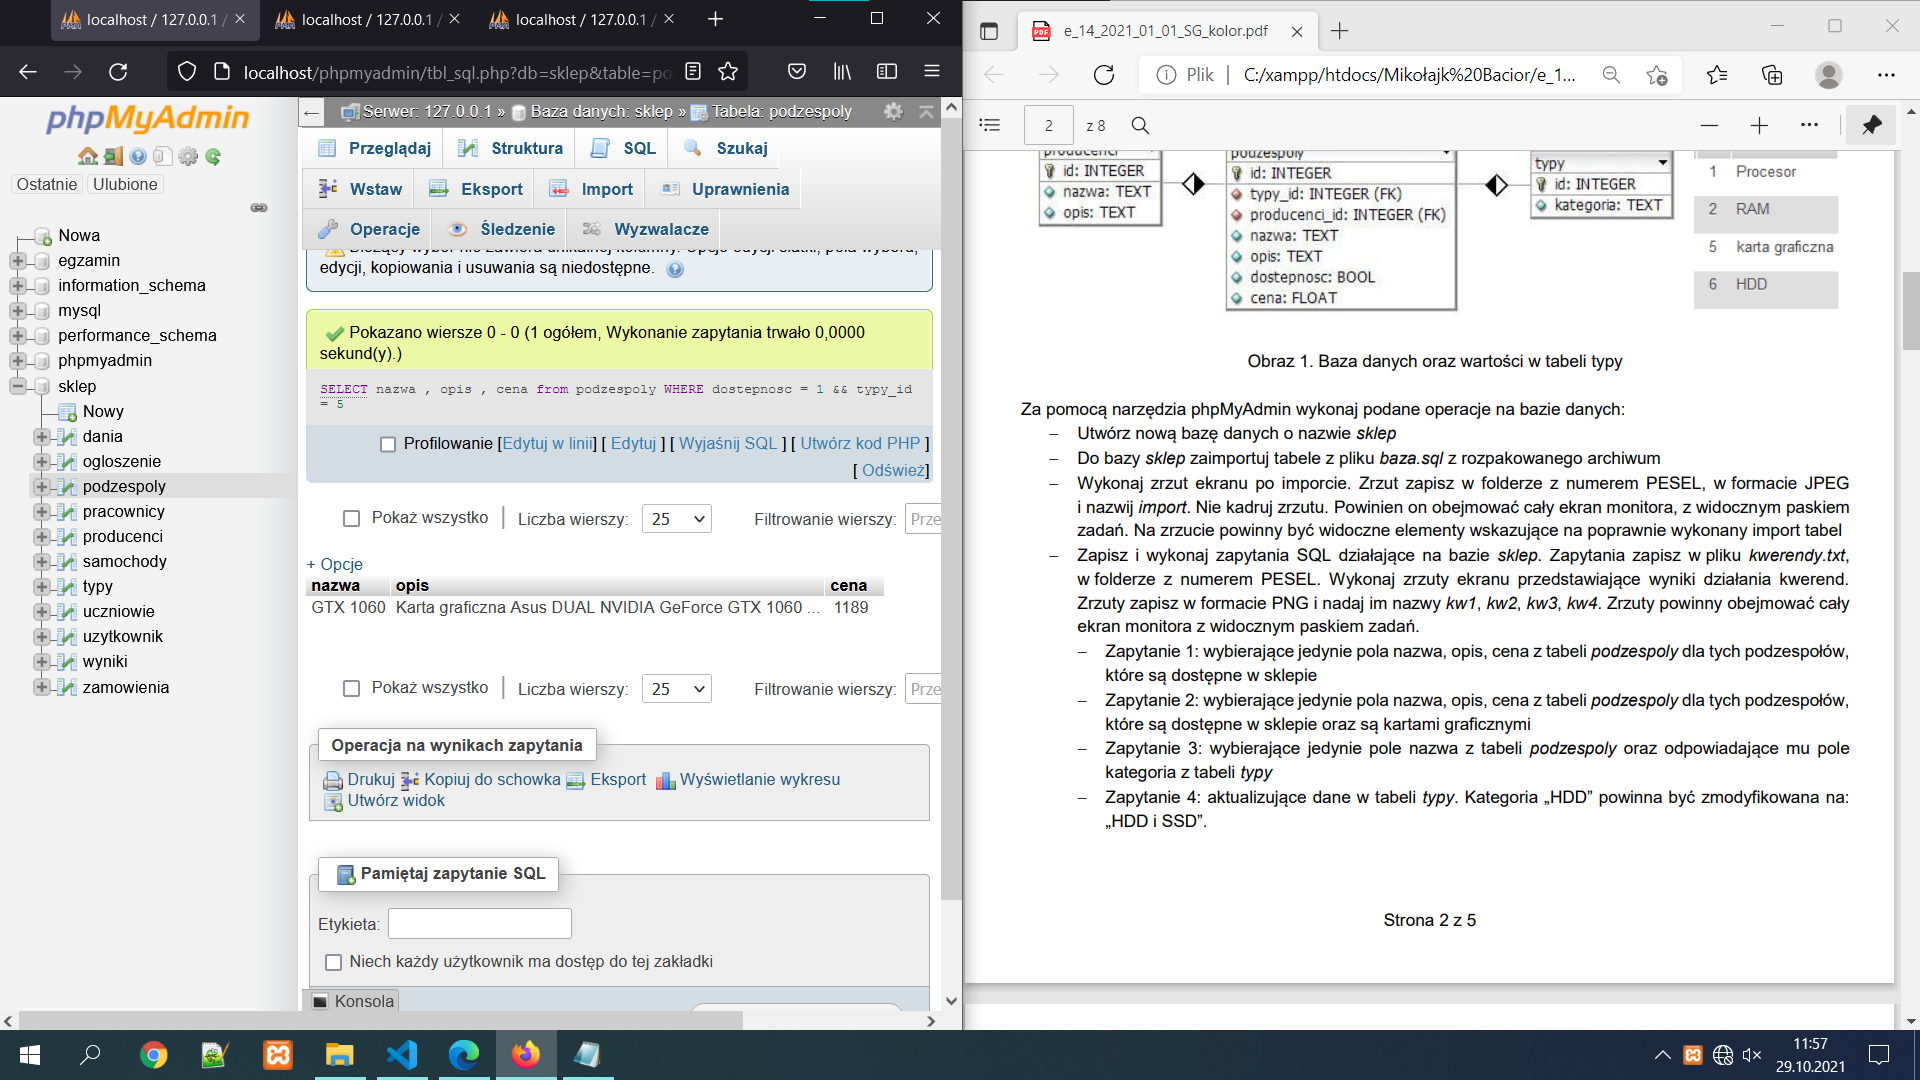 localhost / 127.0.0.1 /
localhost / 127.0.0.1 /
localhost / 127.0.0.1 /
localhost/phpmyadmin/tbl_sql.php?db=sklep&table=po
phpMyAdmin
Ostatnie Ulubione
Nowa
egzamin
information_schema
mysql
performance_schema
phpmyadmin
sklep
Nowy
dania
ogloszenie
podzespoly
pracownicy
producenci
samochody
typy
uczniowie
uzytkownik
wyniki
zamowienia
Serwer: 127.0.0.1 » Baza danych: sklep » Tabela: podzespoly
Przeglądaj Struktura SQL Szukaj
Wstaw Eksport Import Uprawnienia
Operacje Śledzenie Wyzwalacze
edycji, kopiowania i usuwania są niedostępne.
Pokazano wiersze 0 - 0 (1 ogółem, Wykonanie zapytania trwało 0,0000
sekund(y).)
SELECT nazwa , opis , cena from podzespoly WHERE dostepnosc = 1 && typy_id
= 5
Profilowanie [Edytuj w linii] [ Edytuj ] [ Wyjaśnij SQL ] [ Utwórz kod PHP ]
[ Odśwież]
Pokaż wszystko | Liczba wierszy: 25 Filtrowanie wierszy: Prze
+ Opcje
nazwa opis cena
GTX 1060 Karta graficzna Asus DUAL NVIDIA GeForce GTX 1060 ... 1189
Pokaż wszystko | Liczba wierszy: 25 Filtrowanie wierszy: Prze
Operacja na wynikach zapytania
Drukuj Kopiuj do schowka Eksport Wyświetlanie wykresu
Utwórz widok
Pamiętaj zapytanie SQL
Etykieta:
Niech każdy użytkownik ma dostęp do tej zakładki
Konsola
e_14_2021_01_01_SG_kolor.pdf
Plik | C:/xampp/htdocs/Mikołajk%20Bacior/e_1...
2 z 8
producenci
id: INTEGER
nazwa: TEXT
opis: TEXT
podzespoly
id: INTEGER
typy_id: INTEGER (FK)
producenci_id: INTEGER (FK)
nazwa: TEXT
opis: TEXT
dostepnosc: BOOL
cena: FLOAT
typy
id: INTEGER
kategoria: TEXT
1 Procesor
2 RAM
5 karta graficzna
6 HDD
Obraz 1. Baza danych oraz wartości w tabeli typy
Za pomocą narzędzia phpMyAdmin wykonaj podane operacje na bazie danych:
– Utwórz nową bazę danych o nazwie sklep
– Do bazy sklep zaimportuj tabele z pliku baza.sql z rozpakowanego archiwum
– Wykonaj zrzut ekranu po imporcie. Zrzut zapisz w folderze z numerem PESEL, w formacie JPEG
i nazwij import. Nie kadruj zrzutu. Powinien on obejmować cały ekran monitora, z widocznym paskiem
zadań. Na zrzucie powinny być widoczne elementy wskazujące na poprawnie wykonany import tabel
– Zapisz i wykonaj zapytania SQL działające na bazie sklep. Zapytania zapisz w pliku kwerendy.txt,
w folderze z numerem PESEL. Wykonaj zrzuty ekranu przedstawiające wyniki działania kwerend.
Zrzuty zapisz w formacie PNG i nadaj im nazwy kw1, kw2, kw3, kw4. Zrzuty powinny obejmować cały
ekran monitora z widocznym paskiem zadań.
– Zapytanie 1: wybierające jedynie pola nazwa, opis, cena z tabeli podzespoly dla tych podzespołów,
które są dostępne w sklepie
– Zapytanie 2: wybierające jedynie pola nazwa, opis, cena z tabeli podzespoly dla tych podzespołów,
które są dostępne w sklepie oraz są kartami graficznymi
– Zapytanie 3: wybierające jedynie pole nazwa z tabeli podzespoly oraz odpowiadające mu pole
kategoria z tabeli typy
– Zapytanie 4: aktualizujące dane w tabeli typy. Kategoria „HDD” powinna być zmodyfikowana na:
„HDD i SSD”.
Strona 2 z 5
11:57
29.10.2021